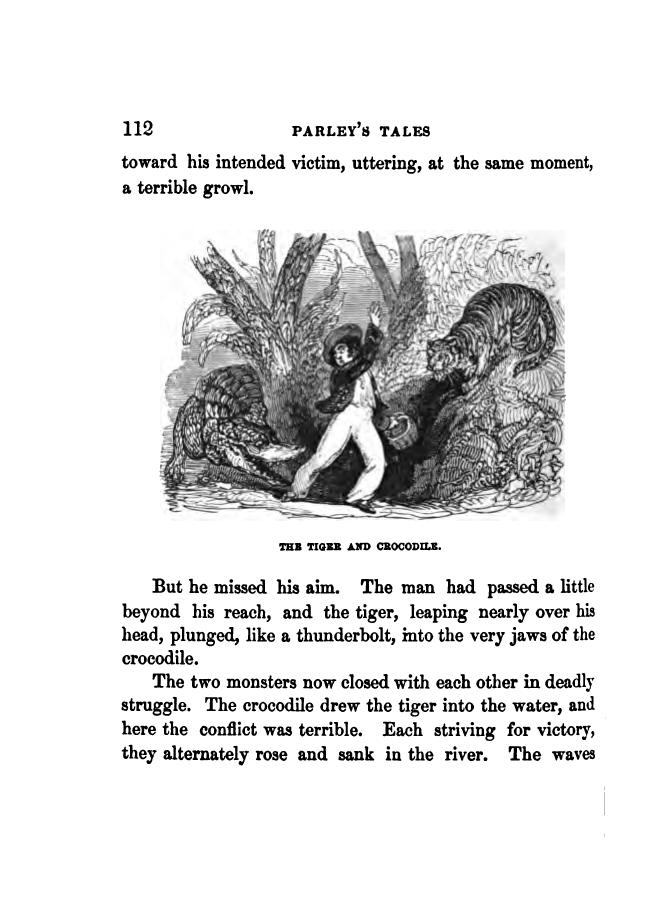 112 PARLEY'S TALES
toward his intended victim, uttering, at the same moment,
a terrible growl.
THE TIGER AND CROCODILE.
But he missed his aim. The man had passed a little
beyond his reach, and the tiger, leaping nearly over his
head, plunged, like a thunderbolt, into the very jaws of the
crocodile.
The two monsters now closed with each other in deadly
struggle. The crocodile drew the tiger into the water, and
here the conflict was terrible. Each striving for victory,
they alternately rose and sank in the river. The waves